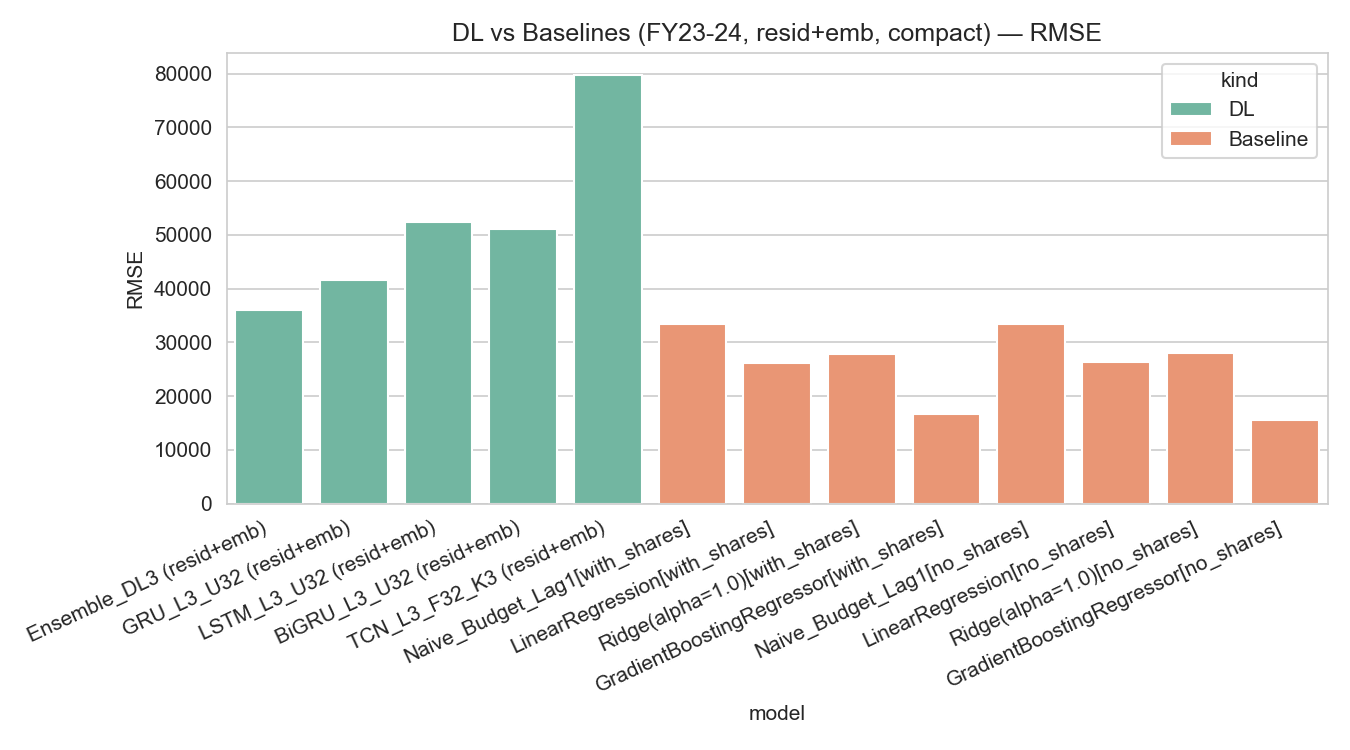 DL vs Baselines (FY23-24, resid+emb, compact) — RMSE
kind
DL
Baseline
RMSE
80000
70000
60000
50000
40000
30000
20000
10000
0
Ensemble_DL3 (resid+emb)
GRU_L3_U32 (resid+emb)
LSTM_L3_U32 (resid+emb)
BiGRU_L3_U32 (resid+emb)
TCN_L3_F32_K3 (resid+emb)
Naive_Budget_Lag1[with_shares]
LinearRegression[with_shares]
Ridge(alpha=1.0)[with_shares]
GradientBoostingRegressor[with_shares]
Naive_Budget_Lag1[no_shares]
LinearRegression[no_shares]
Ridge(alpha=1.0)[no_shares]
GradientBoostingRegressor[no_shares]
model